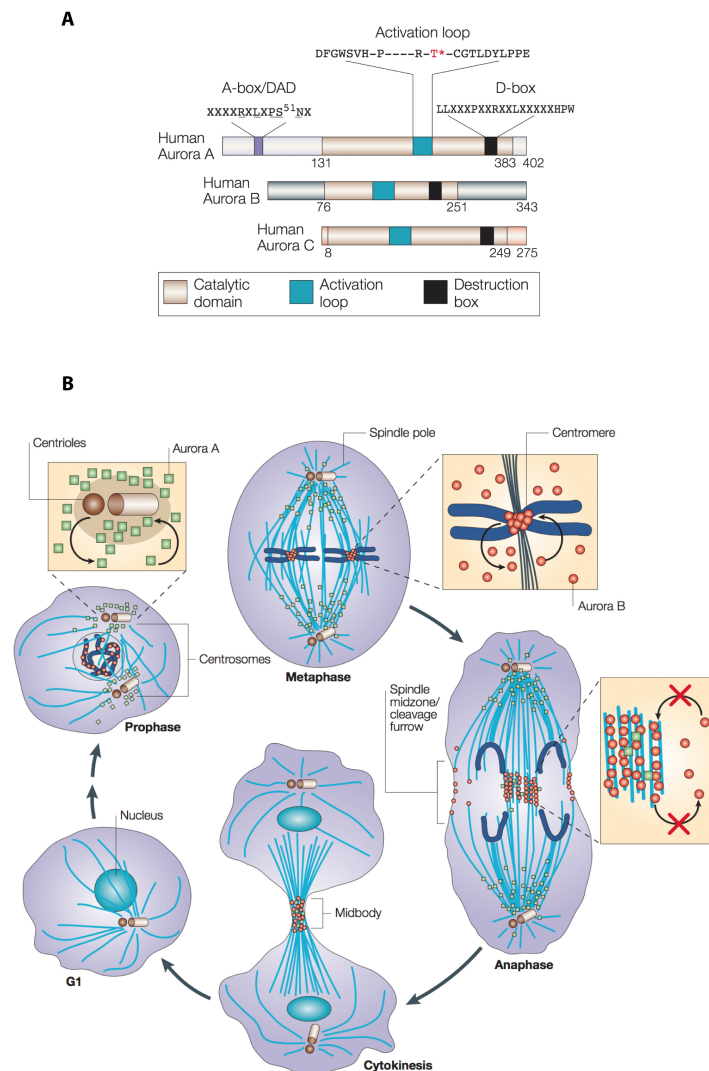 A
Activation loop
DFGWSVH-P----R-T*-CGTLDYLPPE
A-box/DAD
D-box
XXXXRXLXPS51NX
LLXXXPXXRXXLXXXXXHPW
Human
Aurora A
131
383
402
Human
Aurora B
76
251
343
Human
Aurora C
8
249
275
Catalytic
domain
Activation
loop
Destruction
box
B
Centrioles
Aurora A
Spindle pole
Centromere
Aurora B
Centrosomes
Prophase
Metaphase
Spindle
midzone/
cleavage
furrow
Nucleus
Midbody
G1
Anaphase
Cytokinesis